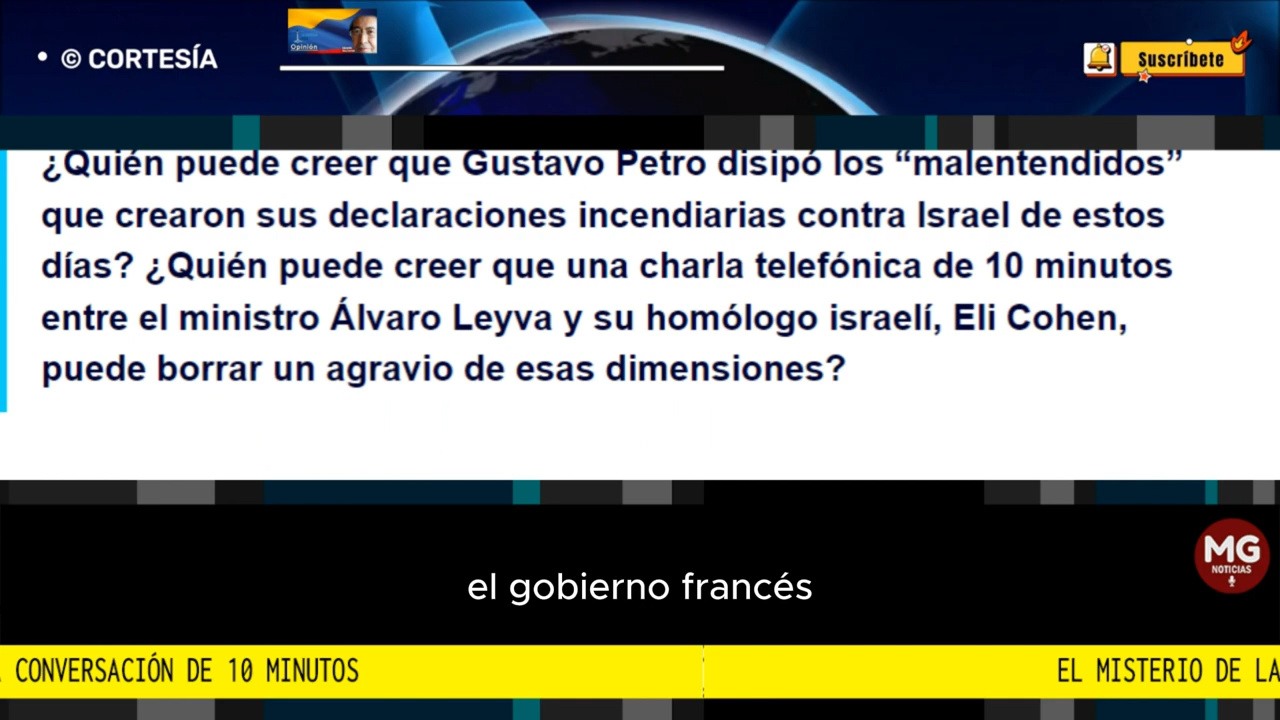 • © CORTESÍA
Opinión
Suscríbete
¿Quién puede creer que Gustavo Petro disipó los “malentendidos”
que crearon sus declaraciones incendiarias contra Israel de estos
días? ¿Quién puede creer que una charla telefónica de 10 minutos
entre el ministro Álvaro Leyva y su homólogo israelí, Eli Cohen,
puede borrar un agravio de esas dimensiones?
MG
NOTICIAS
el gobierno francés
CONVERSACIÓN DE 10 MINUTOS
EL MISTERIO DE LA